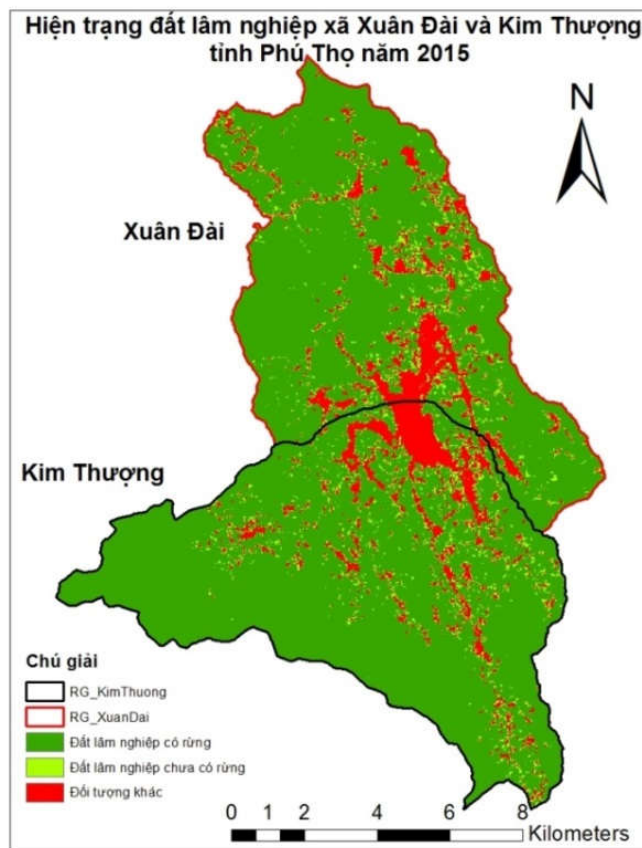 Hiện trạng đất lâm nghiệp xã Xuân Đài và Kim Thượng
tỉnh Phú Thọ năm 2015
N
Xuân Đài
Kim Thượng
Chú giải
RG_KimThuong
RG_XuanDai
Đất lâm nghiệp có rừng
Đất lâm nghiệp chưa có rừng
Đối tượng khác
0 1 2 4 6 8
Kilometers